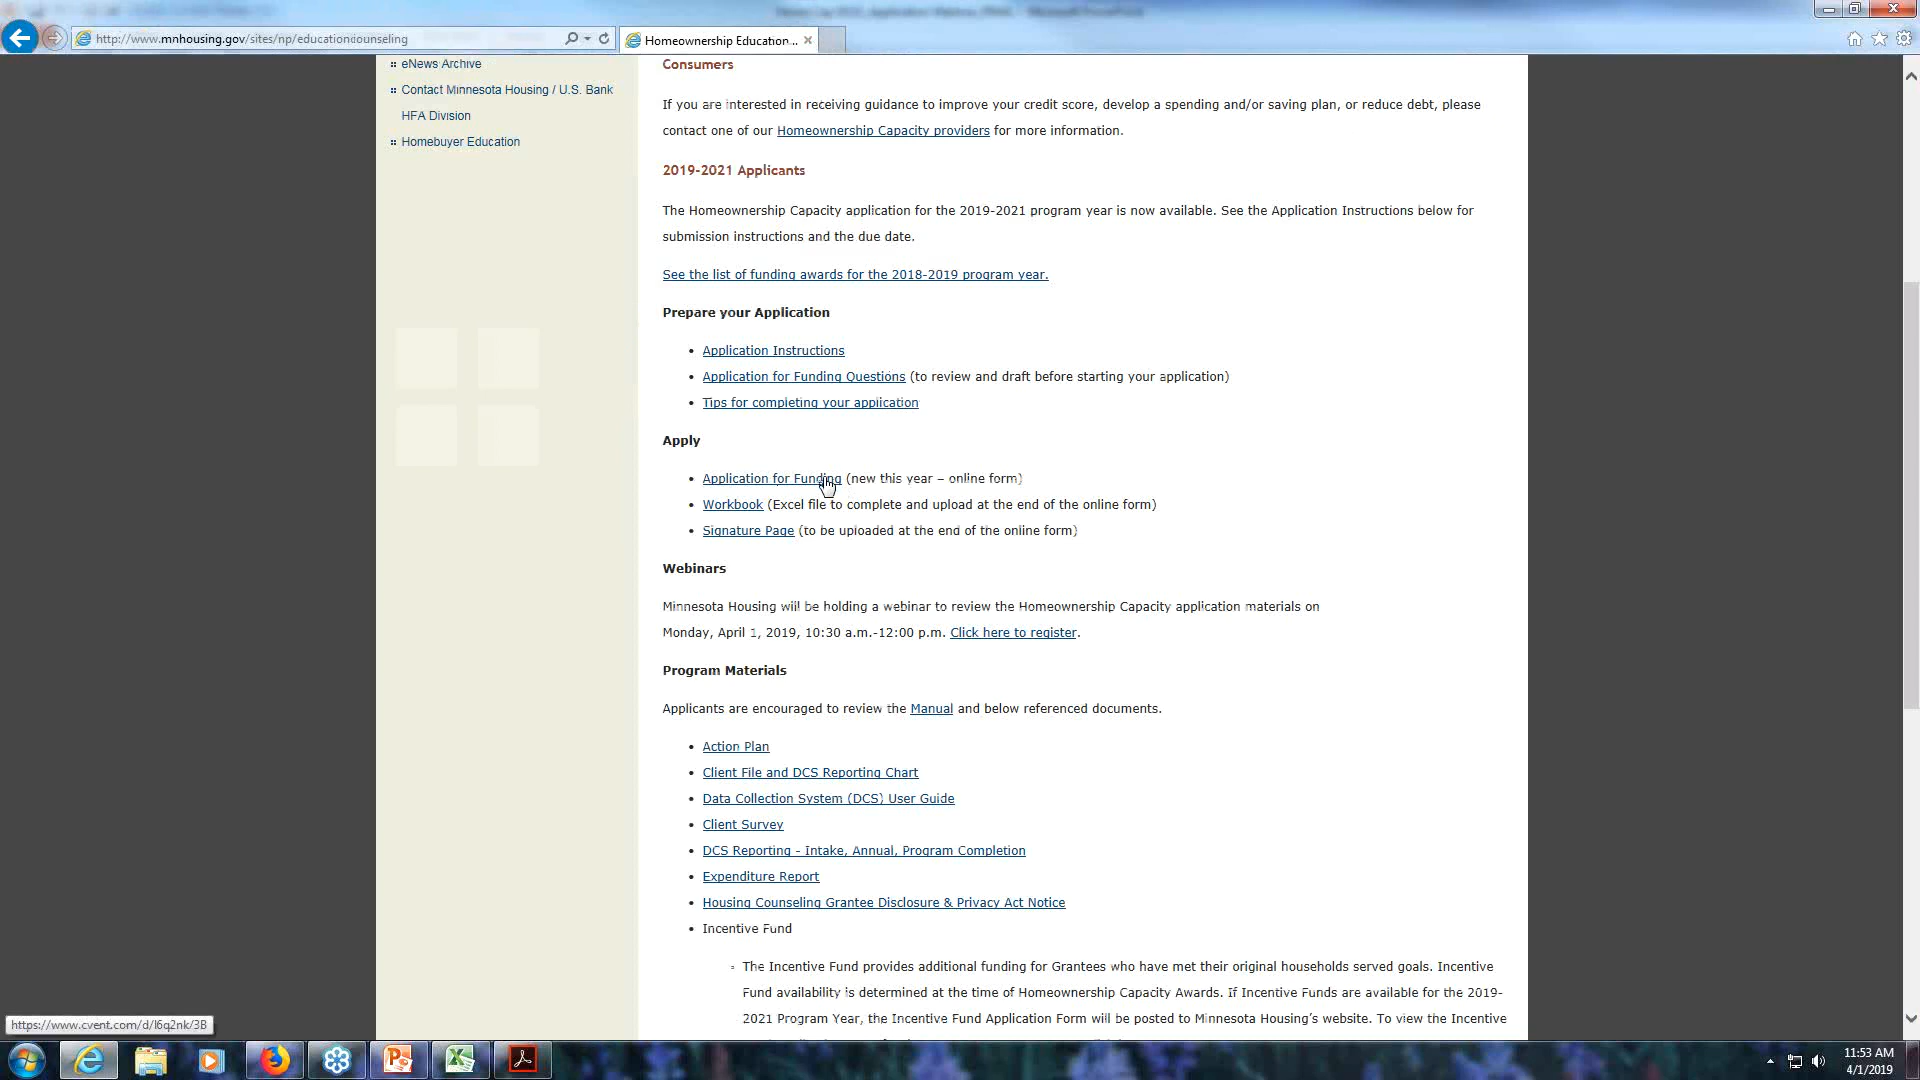 http://www.mnhousing.gov/sites/np/educationcounseling
Homeownership Education...
eNews Archive
Contact Minnesota Housing / U.S. Bank
HFA Division
Homebuyer Education
Consumers
If you are interested in receiving guidance to improve your credit score, develop a spending and/or saving plan, or reduce debt, please
contact one of our Homeownership Capacity providers for more information.
2019-2021 Applicants
The Homeownership Capacity application for the 2019-2021 program year is now available. See the Application Instructions below for
submission instructions and the due date.
See the list of funding awards for the 2018-2019 program year.
Prepare your Application
Application Instructions
Application for Funding Questions (to review and draft before starting your application)
Tips for completing your application
Apply
Application for Funding (new this year – online form)
Workbook (Excel file to complete and upload at the end of the online form)
Signature Page (to be uploaded at the end of the online form)
Webinars
Minnesota Housing will be holding a webinar to review the Homeownership Capacity application materials on
Monday, April 1, 2019, 10:30 a.m.-12:00 p.m. Click here to register.
Program Materials
Applicants are encouraged to review the Manual and below referenced documents.
Action Plan
Client File and DCS Reporting Chart
Data Collection System (DCS) User Guide
Client Survey
DCS Reporting - Intake, Annual, Program Completion
Expenditure Report
Housing Counseling Grantee Disclosure & Privacy Act Notice
Incentive Fund
The Incentive Fund provides additional funding for Grantees who have met their original households served goals. Incentive
Fund availability is determined at the time of Homeownership Capacity Awards. If Incentive Funds are available for the 2019-
2021 Program Year, the Incentive Fund Application Form will be posted to Minnesota Housing's website. To view the Incentive
https://www.cvent.com/d/l6q2nk/3B
11:53 AM
4/1/2019